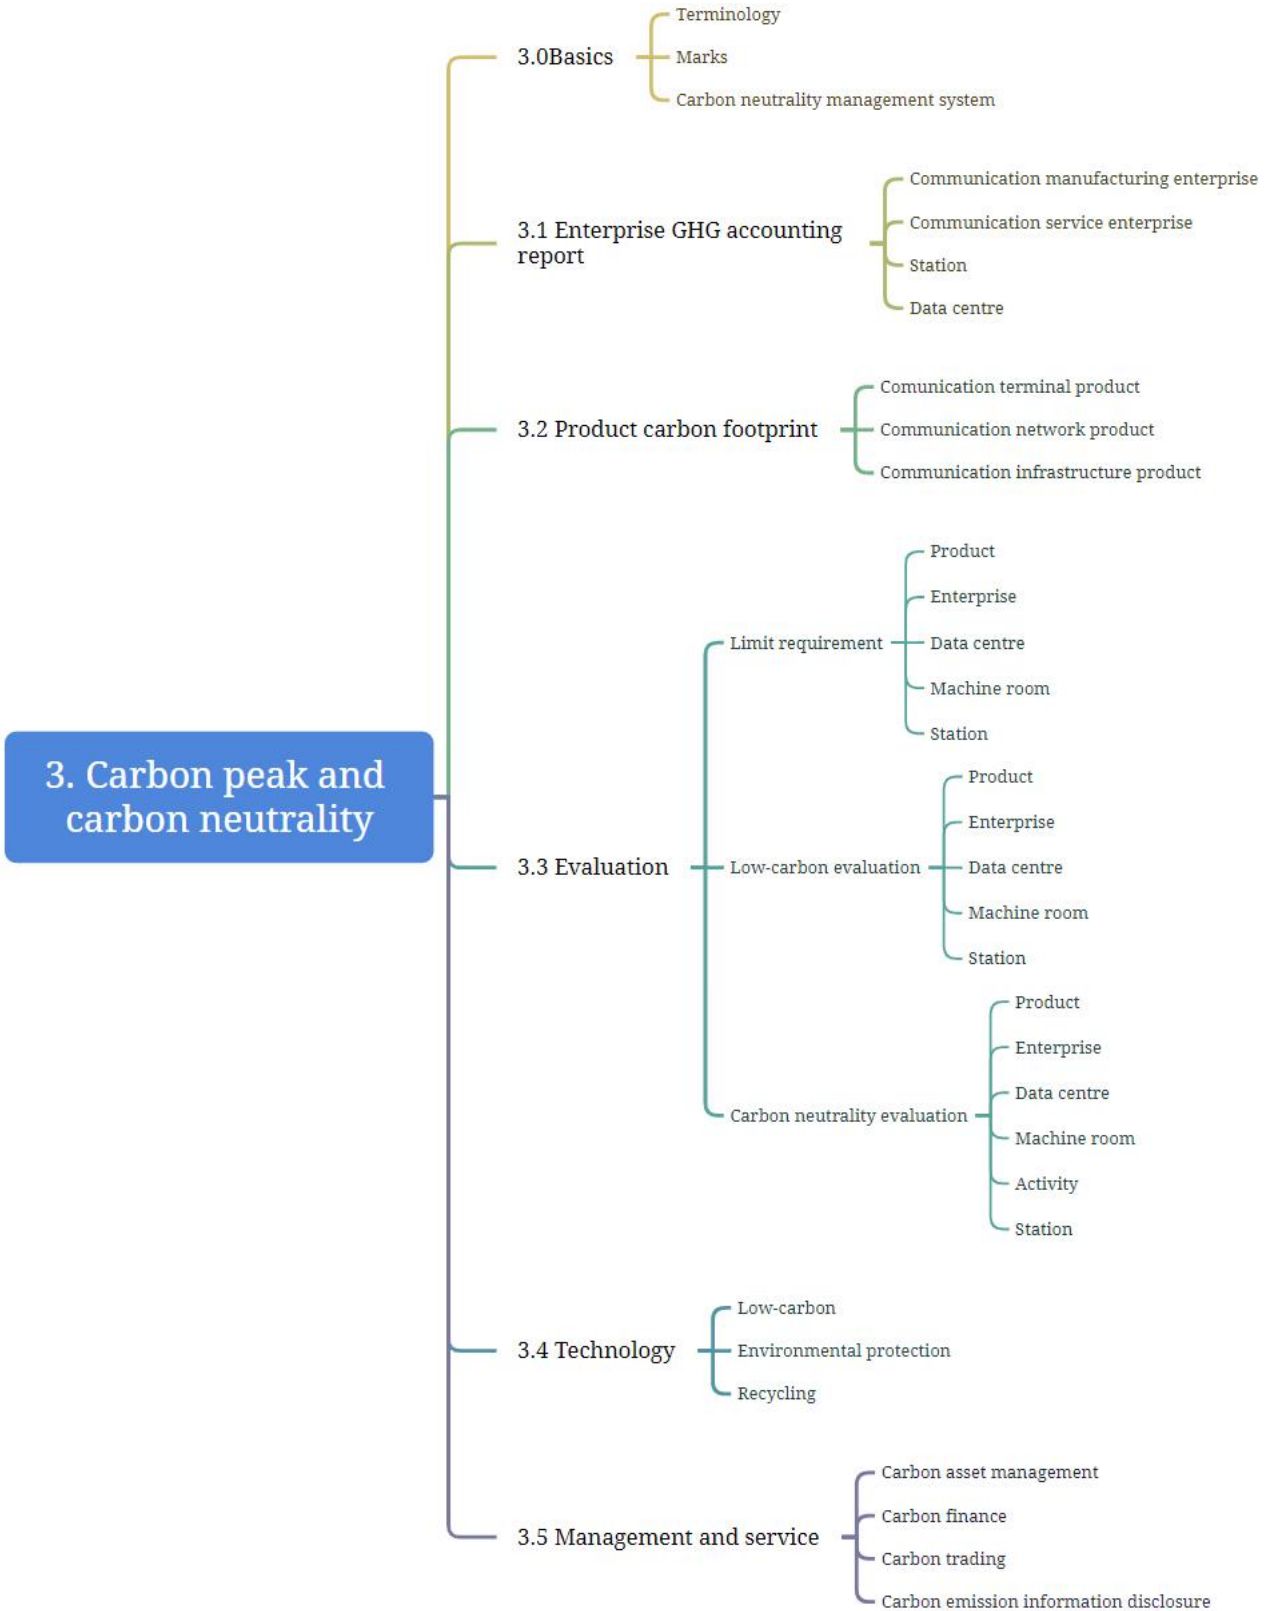 3. Carbon peak and
carbon neutrality
3.0Basics
Terminology
Marks
Carbon neutrality management system
3.1 Enterprise GHG accounting
report
Communication manufacturing enterprise
Communication service enterprise
Station
Data centre
3.2 Product carbon footprint
Comunication terminal product
Communication network product
Communication infrastructure product
3.3 Evaluation
Limit requirement
Product
Enterprise
Data centre
Machine room
Station
Low-carbon evaluation
Product
Enterprise
Data centre
Machine room
Station
Carbon neutrality evaluation
Product
Enterprise
Data centre
Machine room
Activity
Station
3.4 Technology
Low-carbon
Environmental protection
Recycling
3.5 Management and service
Carbon asset management
Carbon finance
Carbon trading
Carbon emission information disclosure